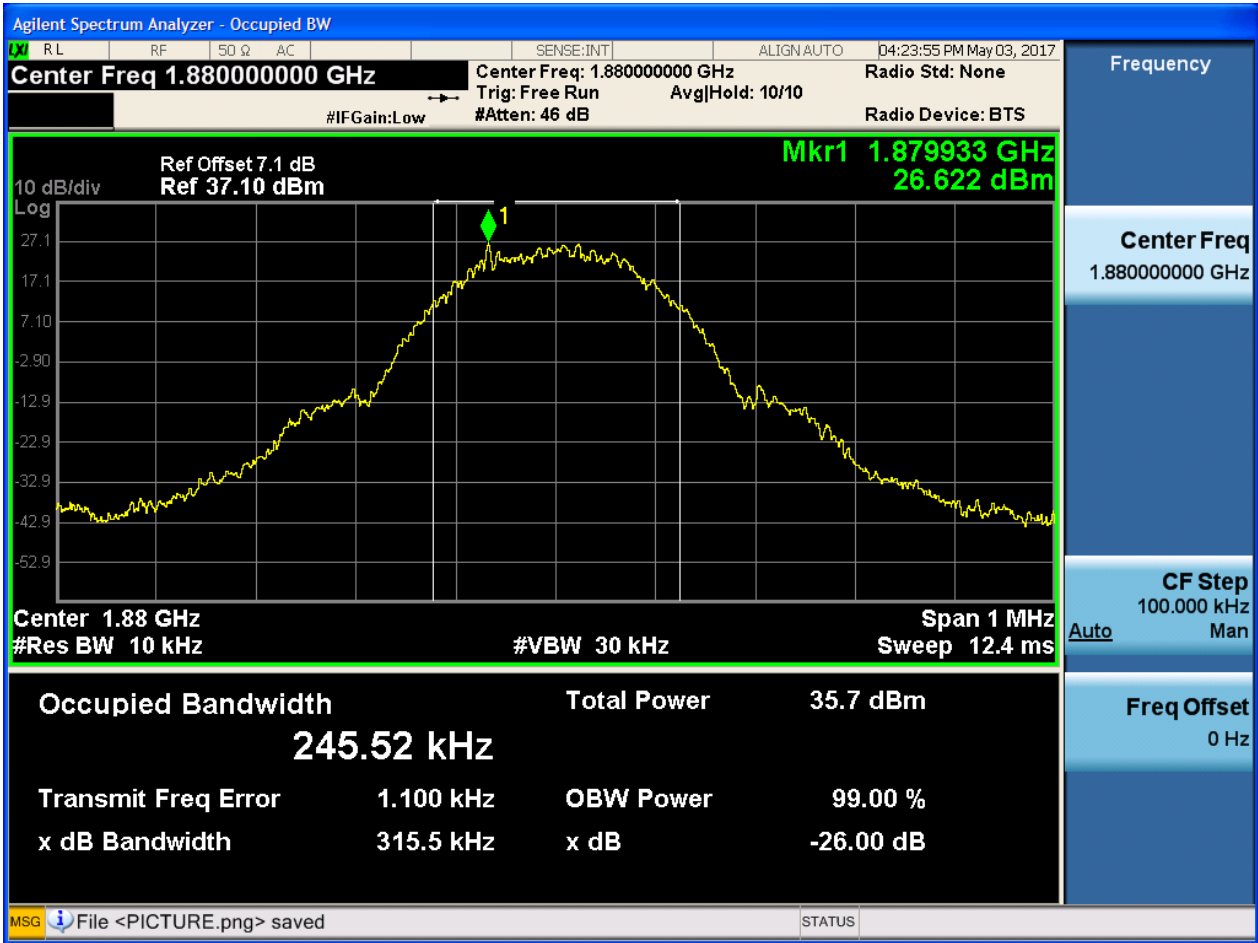 Agilent Spectrum Analyzer - Occupied BW
LXI RL RF 50 Ω AC SENSE:INT ALIGNAUTO 04:23:55 PM May 03, 2017
Center Freq 1.880000000 GHz
Center Freq: 1.880000000 GHz
Radio Std: None
Trig: Free Run Avg|Hold: 10/10
#IFGain:Low
#Atten: 46 dB
Radio Device: BTS
Mkr1 1.879933 GHz
26.622 dBm
Ref Offset 7.1 dB
10 dB/div Ref 37.10 dBm
Log
1
27.1
17.1
7.10
-2.90
-12.9
-22.9
-32.9
-42.9
-52.9
Center 1.88 GHz Span 1 MHz
#Res BW 10 kHz #VBW 30 kHz Sweep 12.4 ms
Occupied Bandwidth Total Power 35.7 dBm
245.52 kHz
Transmit Freq Error 1.100 kHz OBW Power 99.00 %
x dB Bandwidth 315.5 kHz x dB -26.00 dB
Frequency
Center Freq
1.880000000 GHz
CF Step
100.000 kHz
Auto Man
Freq Offset
0 Hz
MSG File <PICTURE.png> saved STATUS